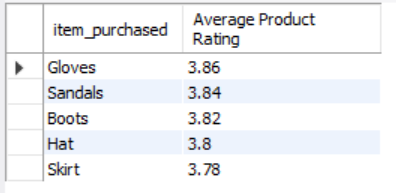 item_purchased Average Product Rating
Gloves 3.86
Sandals 3.84
Boots 3.82
Hat 3.8
Skirt 3.78